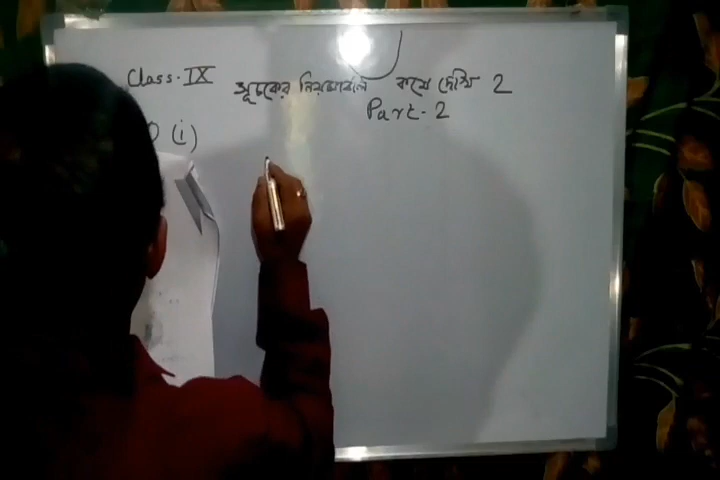 Class. IX সূচকের নিয়মাবলি কষে দেখি 2
Part-2
(i)